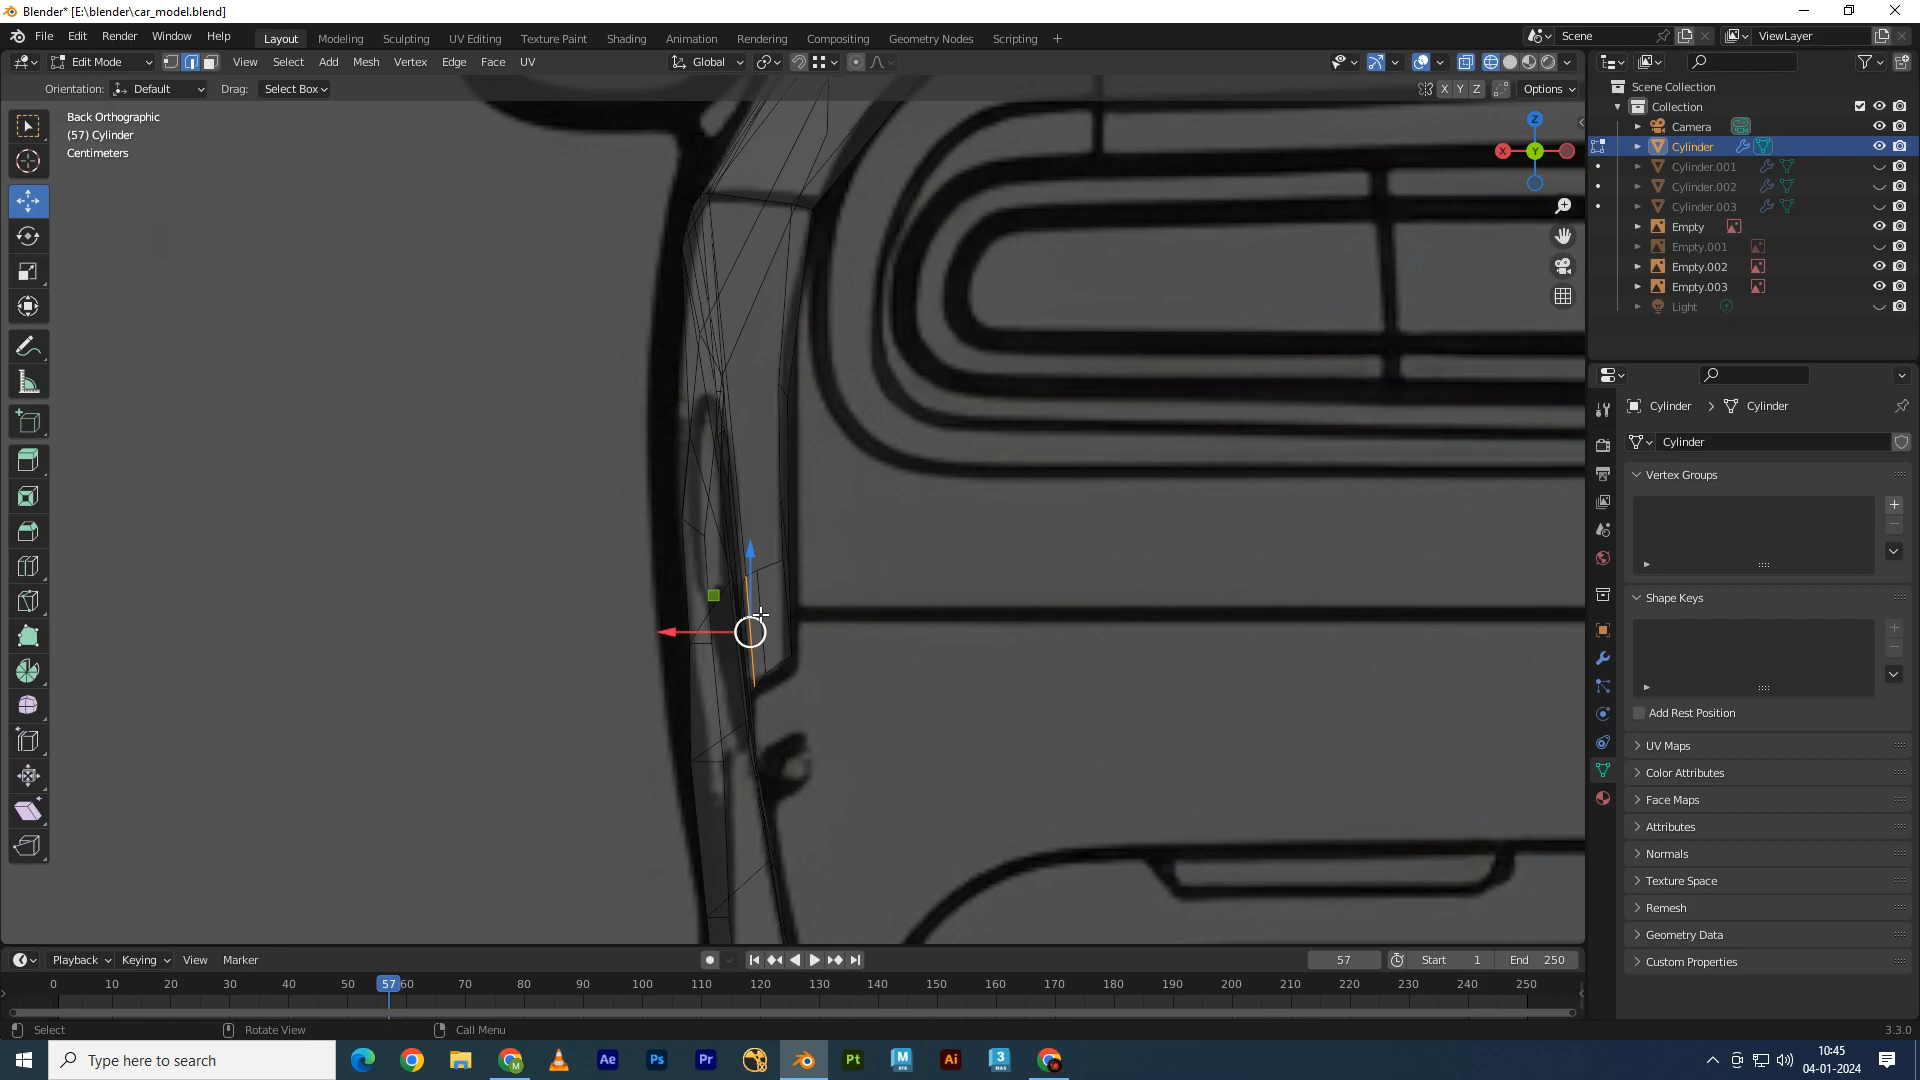 Blender* [E:\blender\car_model.blend]
File Edit Render Window Help Layout Modeling Sculpting UV Editing Texture Paint Shading Animation Rendering Compositing Geometry Nodes Scripting + Scene ViewLayer
Edit Mode View Select Add Mesh Vertex Edge Face UV Global
Orientation: Default Drag: Select Box X Y Z Options
Back Orthographic
(57) Cylinder
Centimeters
Z
X Y
Scene Collection
Collection
Camera
Cylinder
Cylinder.001
Cylinder.002
Cylinder.003
Empty
Empty.001
Empty.002
Empty.003
Light
Cylinder > Cylinder
Cylinder
Vertex Groups
Shape Keys
Add Rest Position
UV Maps
Color Attributes
Face Maps
Attributes
Normals
Texture Space
Remesh
Geometry Data
Custom Properties
Playback Keying View Marker 57 Start 1 End 250
0 10 20 30 40 50 57 60 70 80 90 100 110 120 130 140 150 160 170 180 190 200 210 220 230 240 250
Select Rotate View Call Menu 3.3.0
Type here to search Ae Ps Pr Pt M Ai 3 10:45
04-01-2024